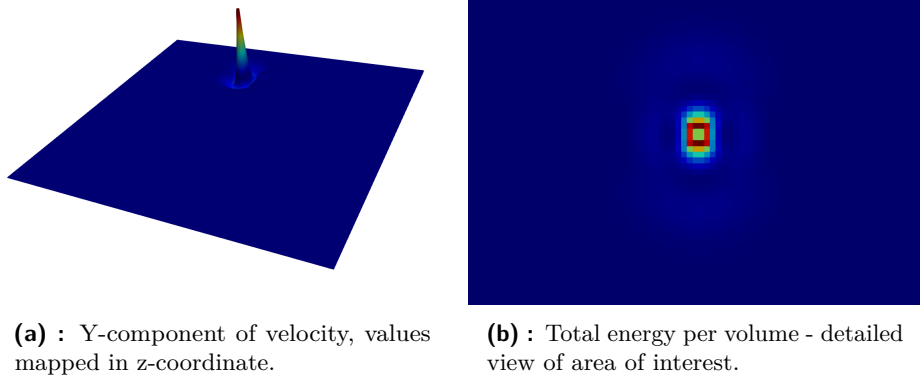 (a) : Y-component of velocity, values
mapped in z-coordinate.
(b) : Total energy per volume - detailed
view of area of interest.